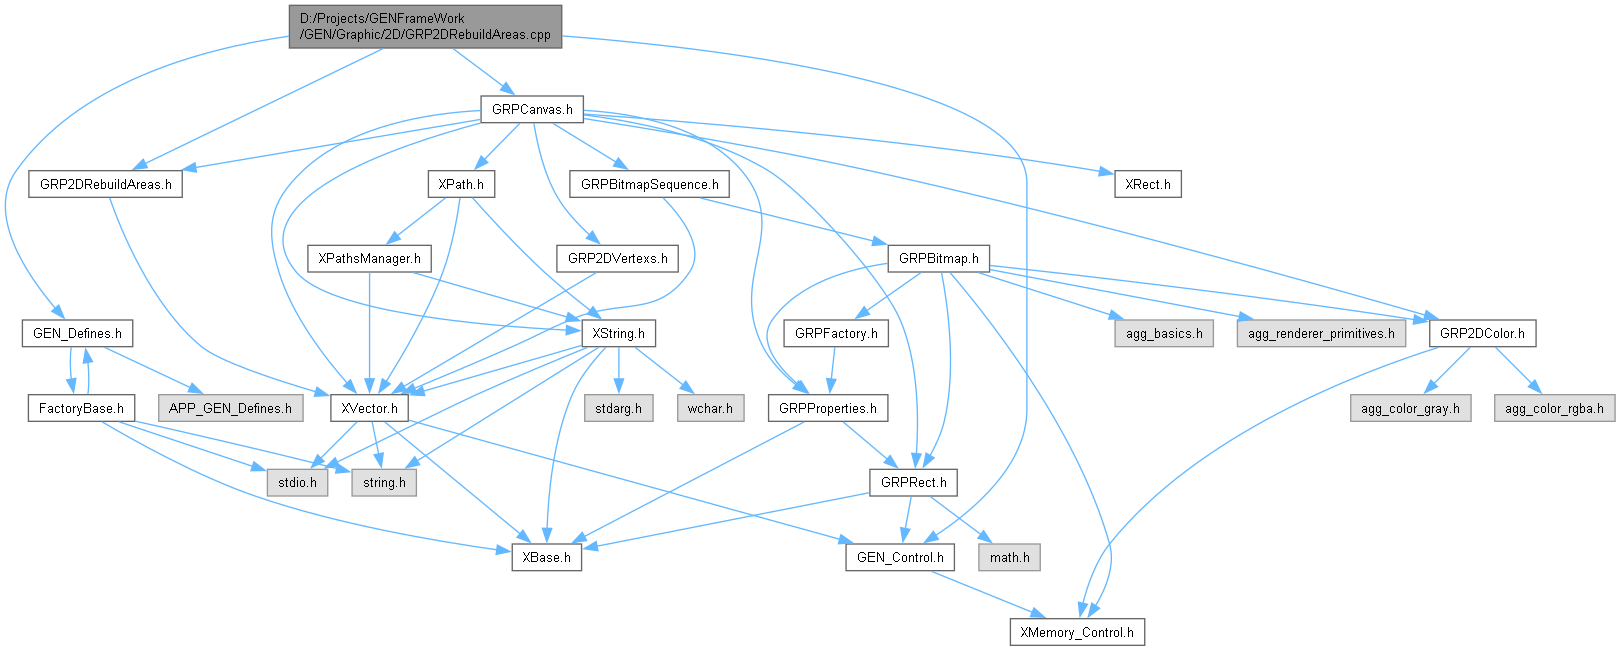 D:/Projects/GENFrameWork
/GEN/Graphic/2D/GRP2DRebuildAreas.cpp
GRPCanvas.h
GRP2DRebuildAreas.h
XPath.h
GRPBitmapSequence.h
XRect.h
XPathsManager.h
GRP2DVertexs.h
GRPBitmap.h
GEN_Defines.h
XString.h
GRPFactory.h
agg_basics.h
agg_renderer_primitives.h
GRP2DColor.h
FactoryBase.h
APP_GEN_Defines.h
XVector.h
stdarg.h
wchar.h
GRPProperties.h
agg_color_gray.h
agg_color_rgba.h
stdio.h
string.h
GRPRect.h
XBase.h
GEN_Control.h
math.h
XMemory_Control.h